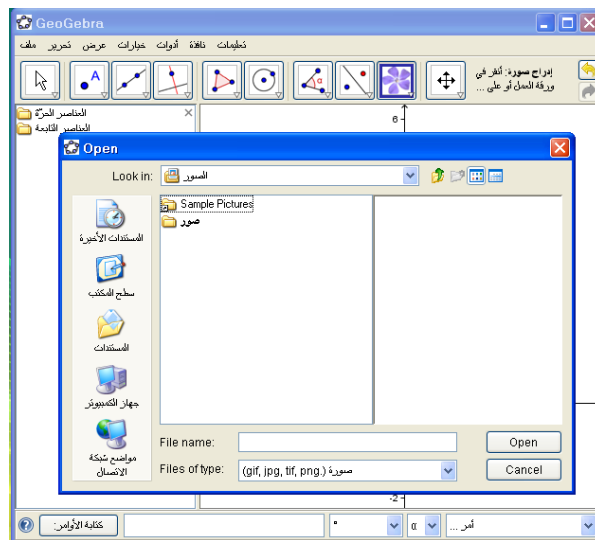 GeoGebra
ملف تحرير عرض خيارات أدوات نافذة تعليمات
A
α
إدراج صورة: أنقر في
ورقة العمل أو على ...
العناصر الحرّة
العناصر التابعة
6
Open
Look in: الصور
Sample Pictures
صور
المستندات الأخيرة
سطح المكتب
المستندات
جهاز الكمبيوتر
مواضع شبكة
الاتصال
File name:
Open
Files of type: صورة (gif, jpg, tif, png.)
Cancel
-2
كتابة الأوامر:
°
α
أمر ...